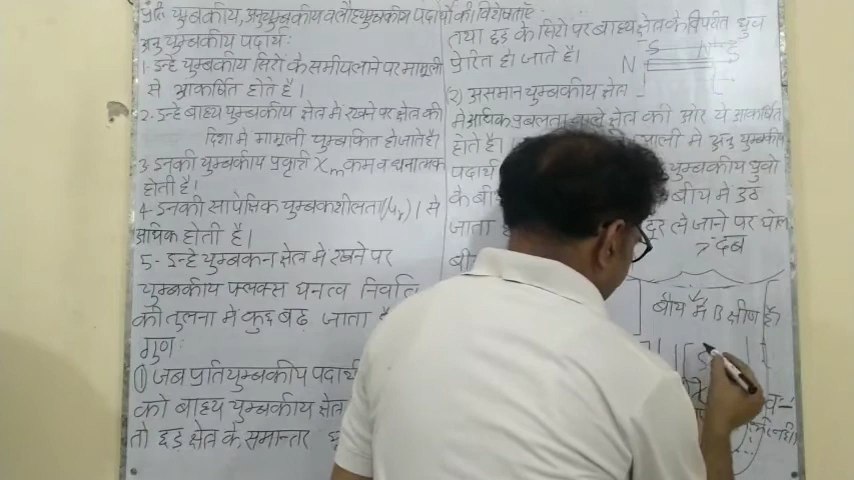 प्रति चुम्बकीय, अनुचुम्बकीय व लौह चुम्बकीय पदार्थों की विशेषताएँ
अनु चुम्बकीय पदार्थ:
1. इन्हे चुम्बकीय सिरों के समीप लाने पर मामूली
से आकर्षित होते है।
2- इन्हे बाह्य चुम्बकीय क्षेत्र मे रखने पर क्षेत्र की
दिशा मे मामूली चुम्बकित हो जाते है।
3- इनकी चुम्बकीय प्रवृत्ति χm कम व धनात्मक
होती है।
4- इनकी सापेक्षिक चुम्बकशीलता (μr) 1 से
अधिक होती है।
5- इन्हे चुम्बकन क्षेत्र मे रखने पर
चुम्बकीय फ्लक्स घनत्व निर्वात
की तुलना मे कुछ बढ़ जाता
गुण:
① जब प्रतिचुम्बकीय पदार्थ
को बाह्य चुम्बकीय क्षेत्र
तो छड़ क्षेत्र के समान्तर
तथा छड़ के सिरो पर बाह्य क्षेत्र के विपरीत ध्रुव
प्रेरित हो जाते है।
N S N S
2) असमान चुम्बकीय क्षेत्र
मे अधिक प्रबलता वाले क्षेत्र की ओर ये आकर्षित
होते है। मे अनु चुम्बकीय
पदार्थ चुम्बकीय ध्रुवो
के बी बीच मे उठ
जाता दूर ले जाने पर घोल
बी दब
बीच मे B क्षीण है।
S